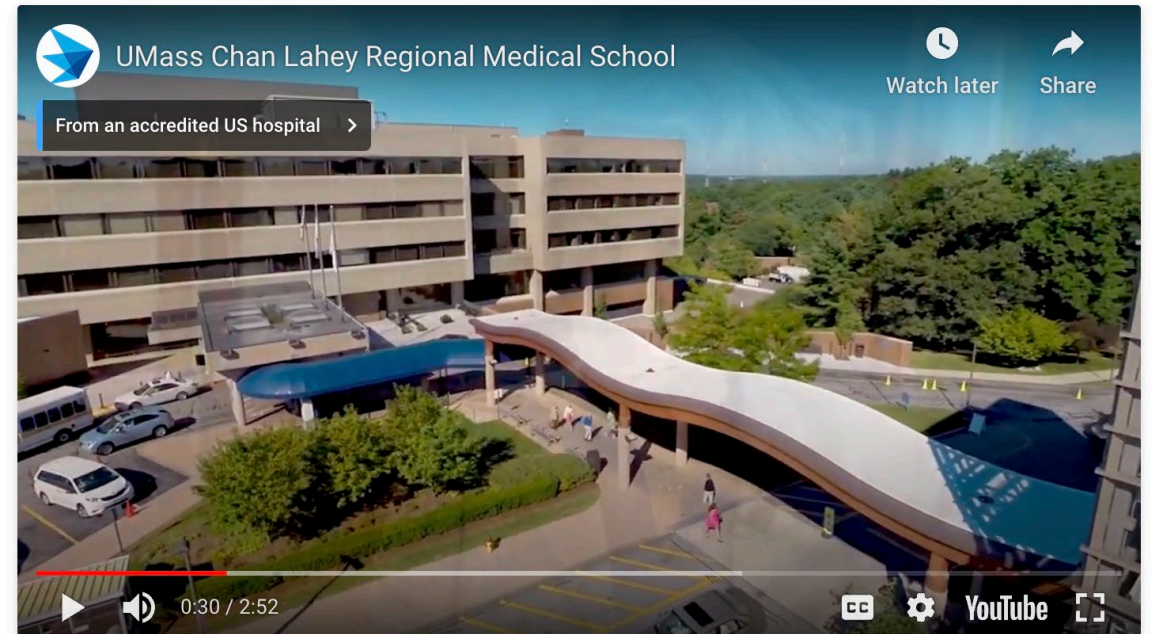 UMass Chan Lahey Regional Medical School
Watch later
Share
From an accredited US hospital
0:30 / 2:52
CC
YouTube